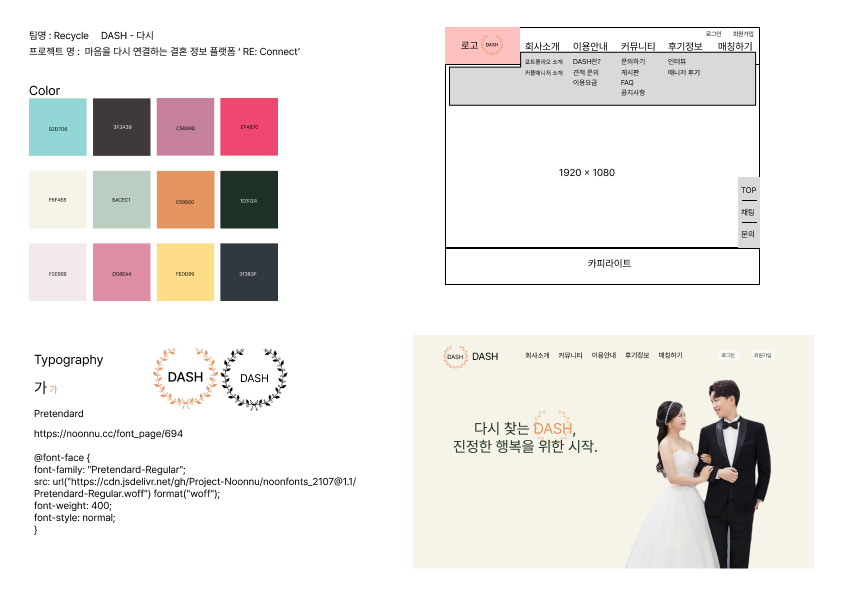 팀명 : Recycle DASH - 다시
프로젝트 명 : 마음을 다시 연결하는 결혼 정보 플랫폼 ‘ RE: Connect’
Color
92D7D6
3F3A39
C5809D
EF4870
F6F4E8
BACEC1
E59560
1D3124
F2E9EB
DD8EA4
FEDD89
31383F
Typography
가 가
DASH
DASH
Pretendard
https://noonnu.cc/font_page/694
@font-face {
font-family: "Pretendard-Regular";
src: url("https://cdn.jsdelivr.net/gh/Project-Noonnu/noonfonts_2107@1.1/
Pretendard-Regular.woff") format("woff");
font-weight: 400;
font-style: normal;
}
로그인 회원가입
로고 DASH 회사소개 이용안내 커뮤니티 후기정보 매칭하기
포트폴리오 소개 DASH란? 문의하기 인터뷰
커플매니저 소개 견적 문의 게시판 매니저 후기
이용요금 FAQ
공지사항
1920 × 1080
TOP
채팅
문의
카피라이트
DASH DASH 회사소개 커뮤니티 이용안내 후기정보 매칭하기 로그인 회원가입
다시 찾는 DASH,
진정한 행복을 위한 시작.